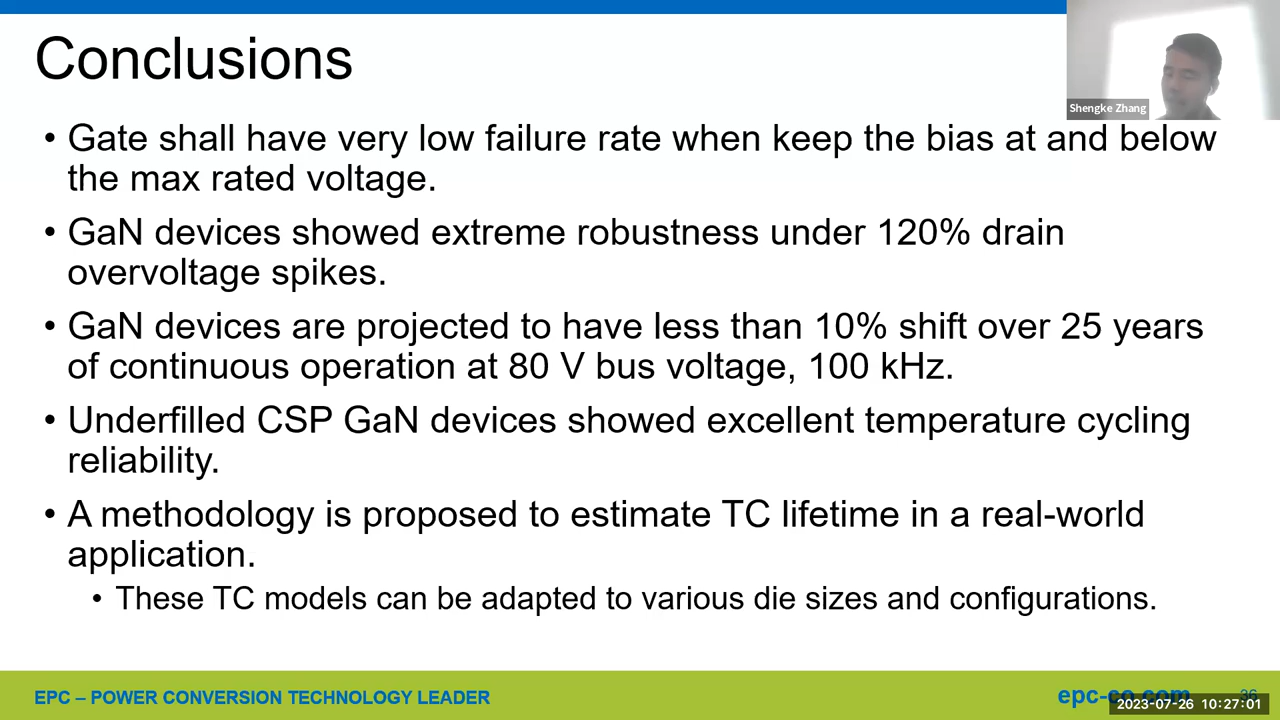 Conclusions
Shengke Zhang
• Gate shall have very low failure rate when keep the bias at and below
the max rated voltage.
• GaN devices showed extreme robustness under 120% drain
overvoltage spikes.
• GaN devices are projected to have less than 10% shift over 25 years
of continuous operation at 80 V bus voltage, 100 kHz.
• Underfilled CSP GaN devices showed excellent temperature cycling
reliability.
• A methodology is proposed to estimate TC lifetime in a real-world
application.
• These TC models can be adapted to various die sizes and configurations.
EPC – POWER CONVERSION TECHNOLOGY LEADER
epc-co.com
36
2023-07-26 10:27:01